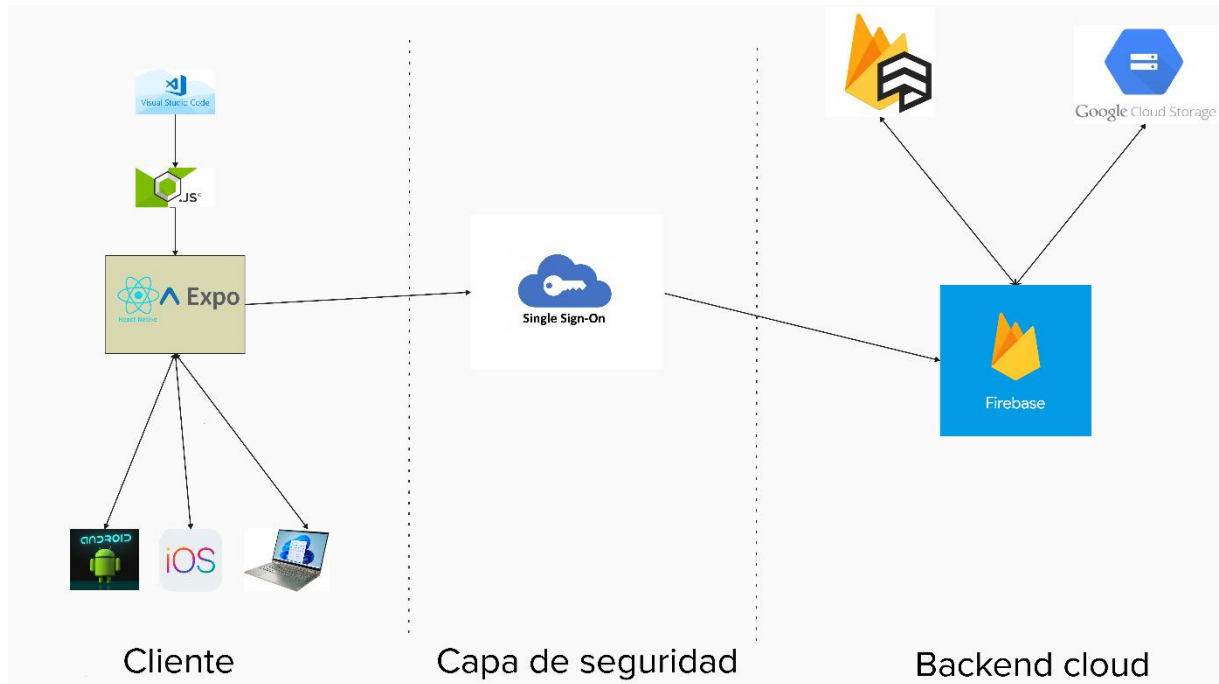 Visual Studio Code
Google Cloud Storage
JS
React Native
Expo
Single Sign-On
Firebase
ANDROID
iOS
Cliente
Capa de seguridad
Backend cloud